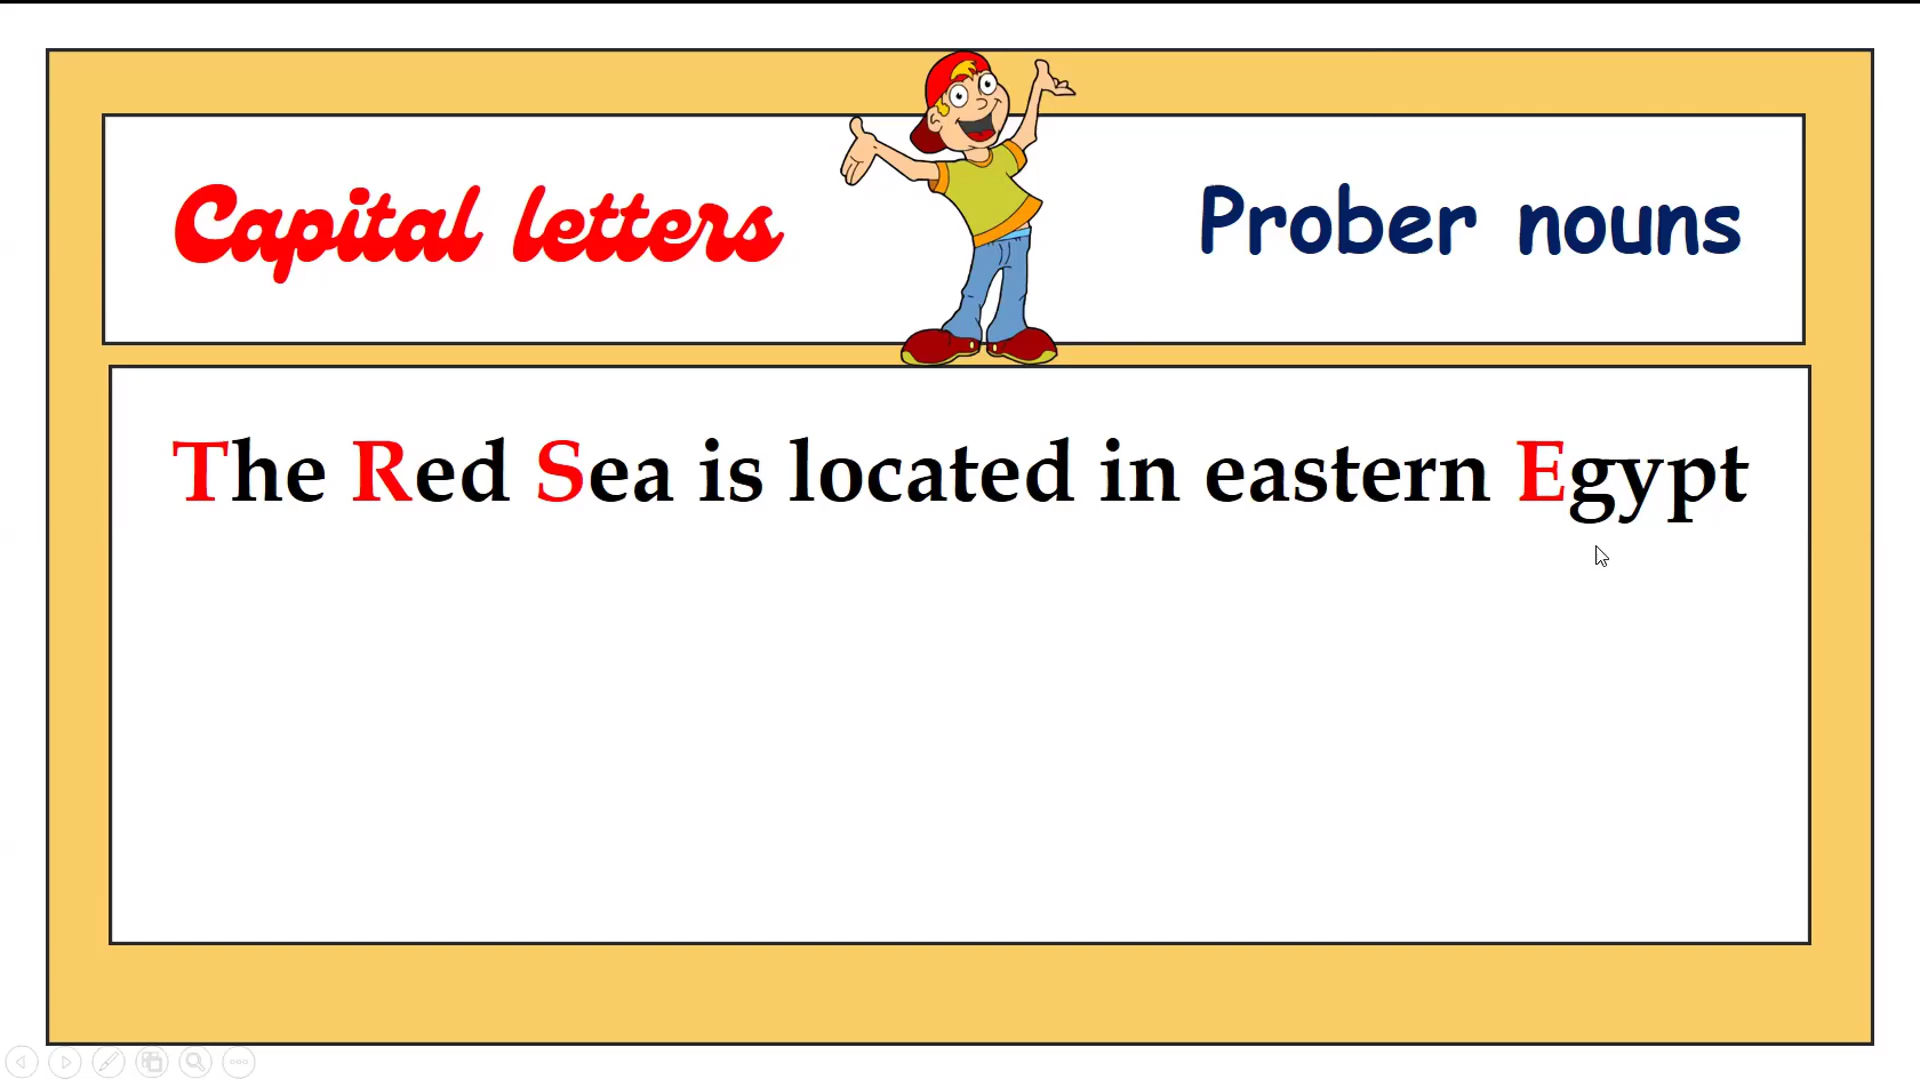 Capital letters
Prober nouns
The Red Sea is located in eastern Egypt